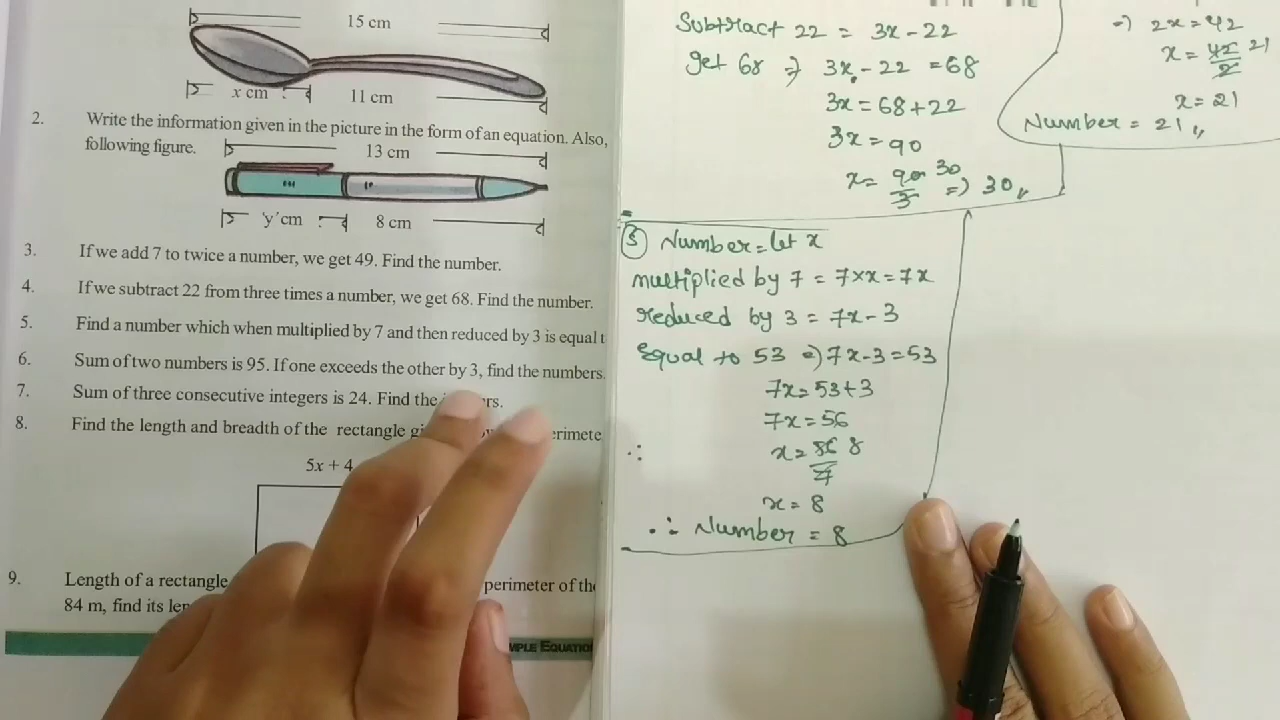 15 cm
x cm
11 cm
2. Write the information given in the picture in the form of an equation. Also,
following figure.
13 cm
'y' cm
8 cm
3. If we add 7 to twice a number, we get 49. Find the number.
4. If we subtract 22 from three times a number, we get 68. Find the number.
5. Find a number which when multiplied by 7 and then reduced by 3 is equal t
6. Sum of two numbers is 95. If one exceeds the other by 3, find the numbers.
7. Sum of three consecutive integers is 24. Find the
8. Find the length and breadth of the rectangle
5x + 4
9. Length of a rectangle perimeter of the
84 m, find its
Subtract 22 = 3x-22
get 68 ⇒ 3x-22 = 68
3x = 68+22
3x = 90
x = 90/3 30 ⇒ 30,,
⇒ 2x = 42
x = 42/2 21
x = 21
Number = 21,,
5 Number = let x
multiplied by 7 = 7×x = 7x
reduced by 3 = 7x-3
Equal to 53 ⇒ 7x-3 = 53
7x = 53+3
7x = 56
∴ x = 56/7 8
x = 8
∴ Number = 8